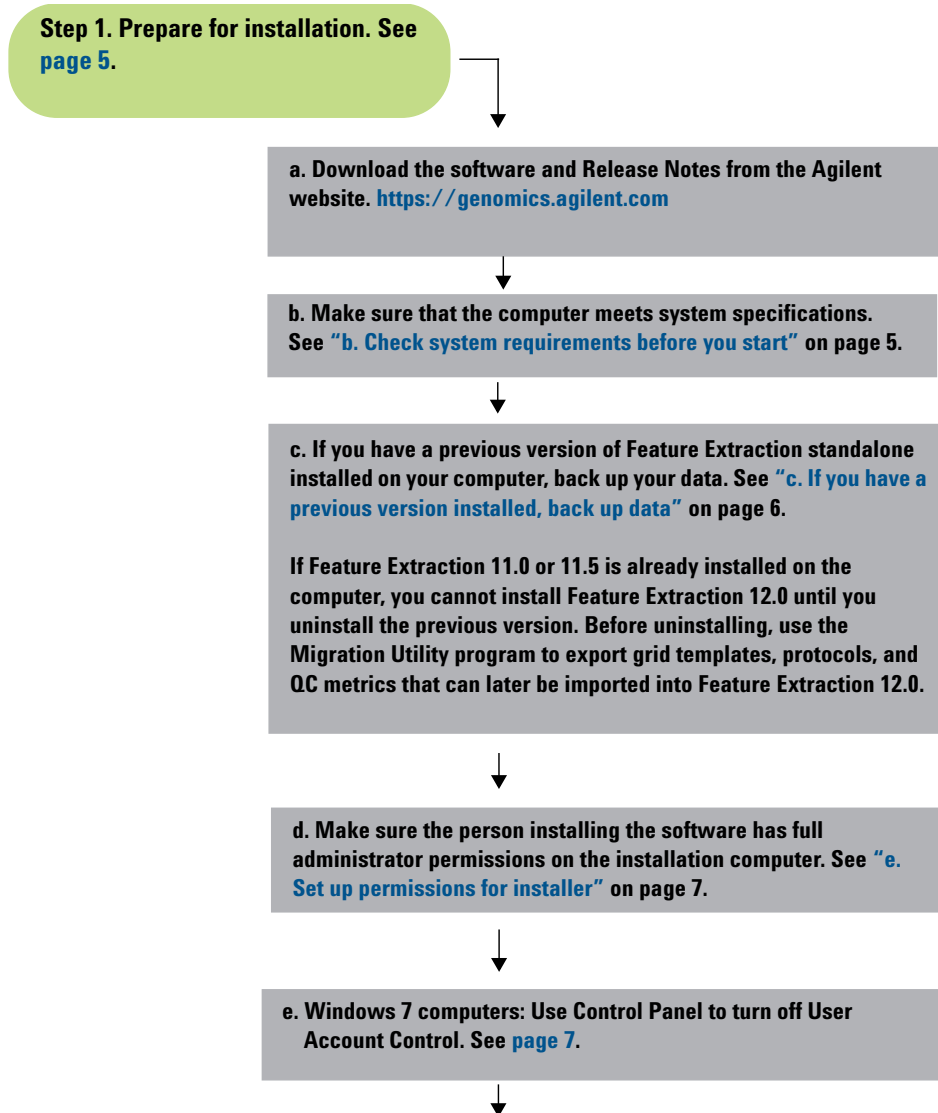 Step 1. Prepare for installation. See
page 5.
a. Download the software and Release Notes from the Agilent
website. https://genomics.agilent.com
b. Make sure that the computer meets system specifications.
See “b. Check system requirements before you start” on page 5.
c. If you have a previous version of Feature Extraction standalone
installed on your computer, back up your data. See “c. If you have a
previous version installed, back up data” on page 6.
If Feature Extraction 11.0 or 11.5 is already installed on the
computer, you cannot install Feature Extraction 12.0 until you
uninstall the previous version. Before uninstalling, use the
Migration Utility program to export grid templates, protocols, and
QC metrics that can later be imported into Feature Extraction 12.0.
d. Make sure the person installing the software has full
administrator permissions on the installation computer. See “e.
Set up permissions for installer” on page 7.
e. Windows 7 computers: Use Control Panel to turn off User
Account Control. See page 7.